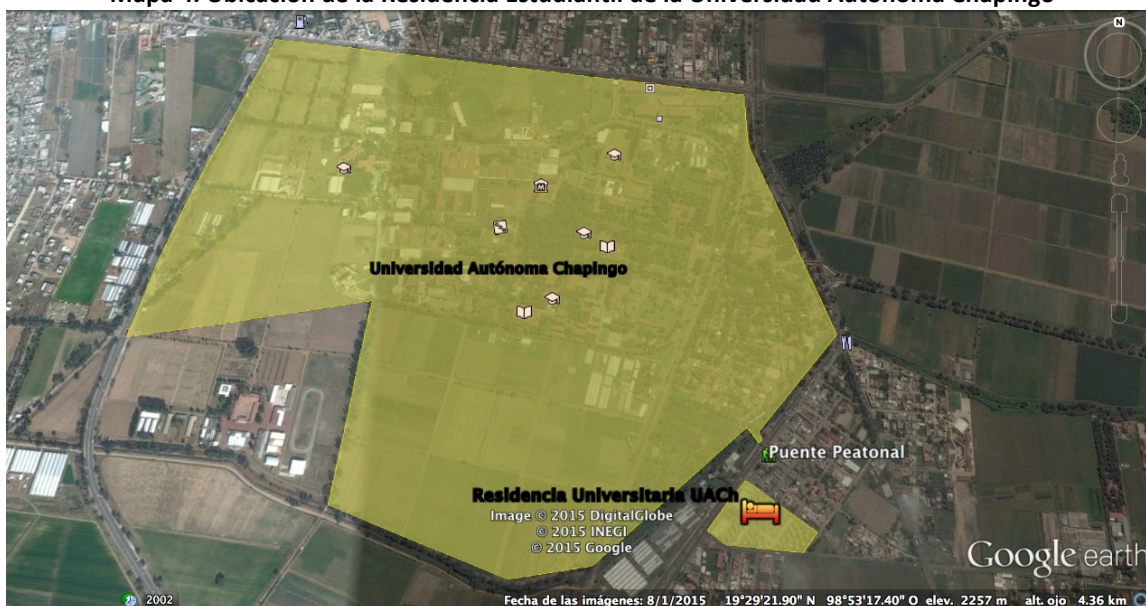 Mapa 4. Ubicación de la Residencia Estudiantil de la Universidad Autónoma Chapingo
N
M
Universidad Autónoma Chapingo
Puente Peatonal
Residencia Universitaria UACh
Image © 2015 DigitalGlobe
© 2015 INEGI
© 2015 Google
Google earth
2002
Fecha de las imágenes: 8/1/2015 19°29'21.90" N 98°53'17.40" O elev. 2257 m alt. ojo 4.36 km